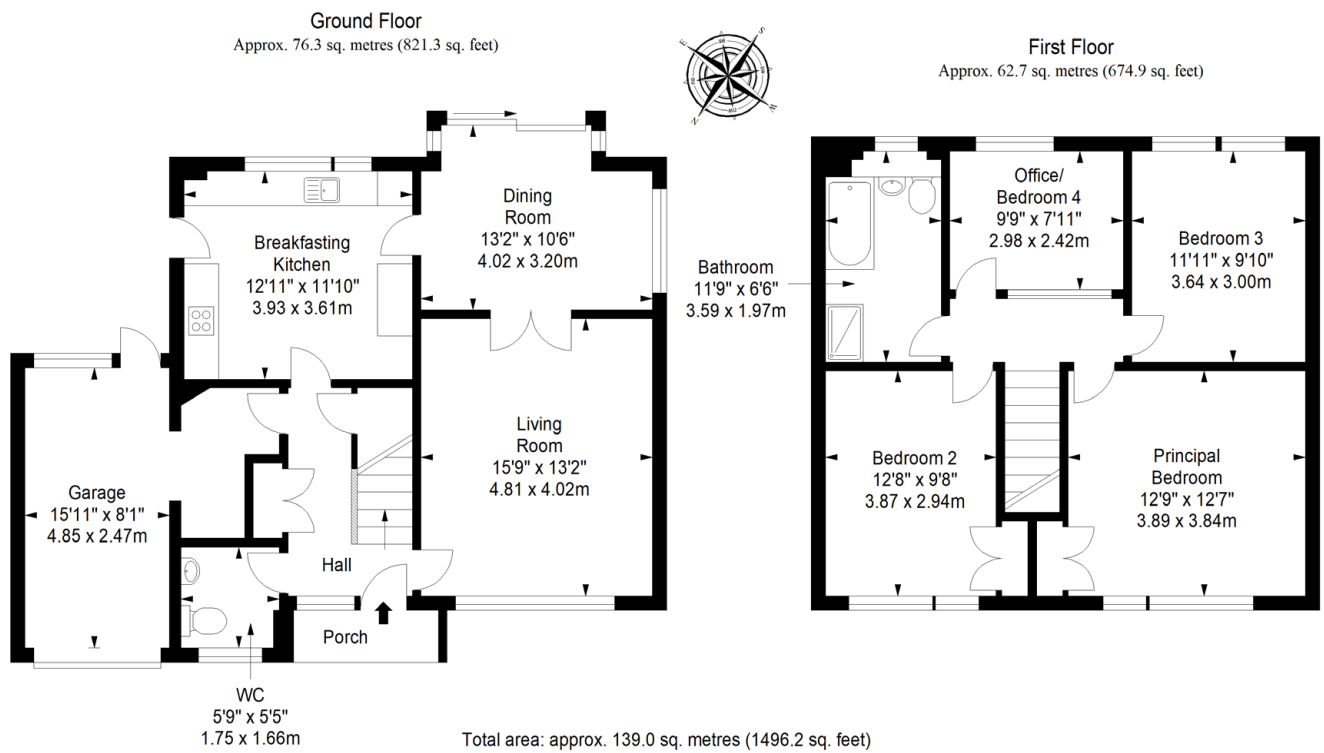 Ground Floor
Approx. 76.3 sq. metres (821.3 sq. feet)
First Floor
Approx. 62.7 sq. metres (674.9 sq. feet)
E
S
W
N
Breakfasting
Kitchen
12'11" x 11'10"
3.93 x 3.61m
Dining
Room
13'2" x 10'6"
4.02 x 3.20m
Living
Room
15'9" x 13'2"
4.81 x 4.02m
Garage
15'11" x 8'1"
4.85 x 2.47m
Hall
Porch
WC
5'9" x 5'5"
1.75 x 1.66m
Bathroom
11'9" x 6'6"
3.59 x 1.97m
Office/
Bedroom 4
9'9" x 7'11"
2.98 x 2.42m
Bedroom 3
11'11" x 9'10"
3.64 x 3.00m
Bedroom 2
12'8" x 9'8"
3.87 x 2.94m
Principal
Bedroom
12'9" x 12'7"
3.89 x 3.84m
Total area: approx. 139.0 sq. metres (1496.2 sq. feet)